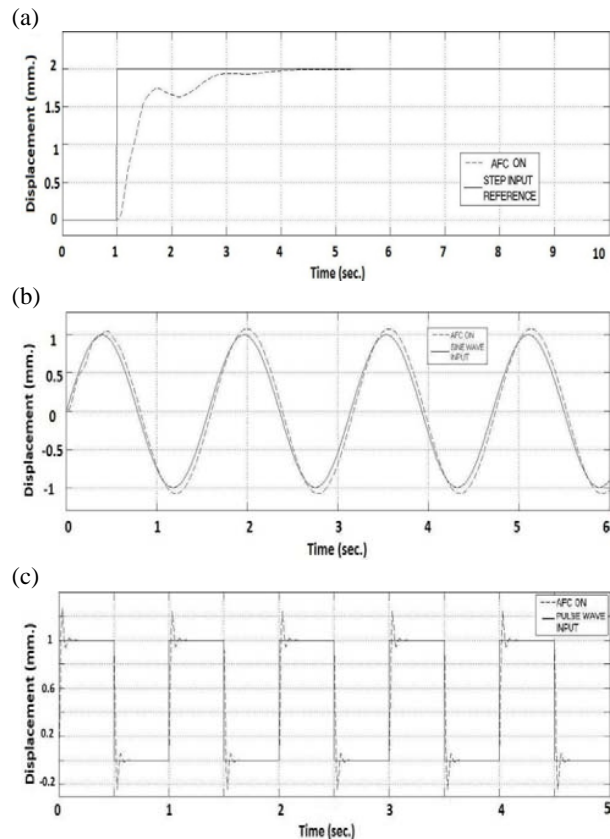 (a)
Displacement (mm.)
2
1.5
1
0.5
0
AFC ON
STEP INPUT
REFERENCE
0 1 2 3 4 5 6 7 8 9 10
Time (sec.)
(b)
Displacement (mm.)
1
0.5
0
-0.5
-1
AFC ON
SINE WAVE
INPUT
0 1 2 3 4 5 6
Time (sec.)
(c)
Displacement (mm.)
1
0.6
0.2
-0.2
AFC ON
PULSE WAVE
INPUT
0 1 2 3 4 5
Time (sec.)